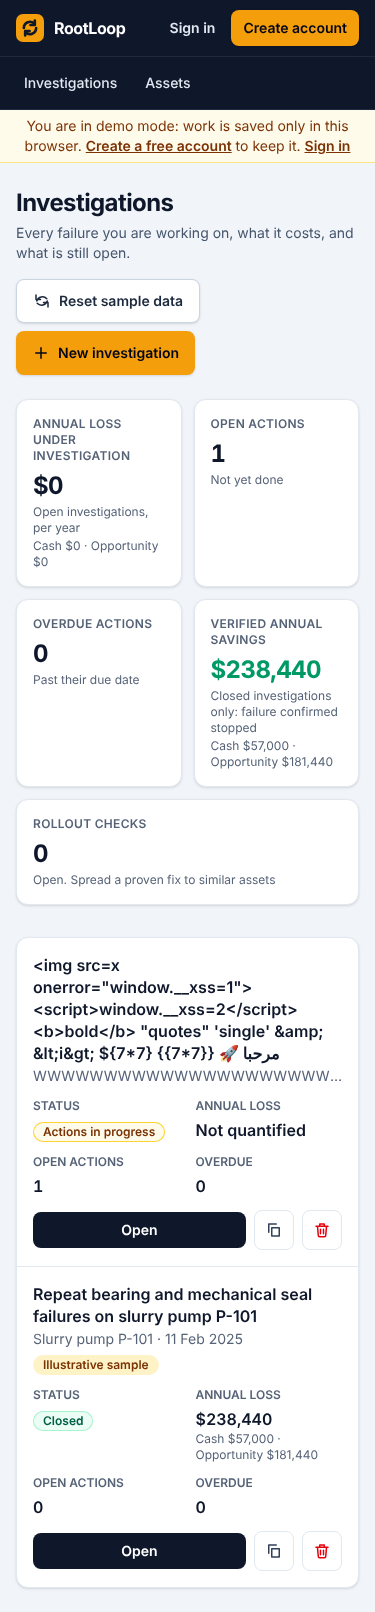 RootLoop
Sign in
Create account
Investigations
Assets
You are in demo mode: work is saved only in this
browser. Create a free account to keep it. Sign in
Investigations
Every failure you are working on, what it costs, and
what is still open.
Reset sample data
New investigation
ANNUAL LOSS
UNDER
INVESTIGATION
$0
Open investigations,
per year
Cash $0 · Opportunity
$0
OPEN ACTIONS
1
Not yet done
OVERDUE ACTIONS
0
Past their due date
VERIFIED ANNUAL
SAVINGS
$238,440
Closed investigations
only: failure confirmed
stopped
Cash $57,000 ·
Opportunity $181,440
ROLLOUT CHECKS
0
Open. Spread a proven fix to similar assets
<img src=x
onerror="window.__xss=1">
<script>window.__xss=2</script>
<b>bold</b> "quotes" 'single' &amp;
&lt;i&gt; ${7*7} {{7*7}} 🚀 مرحبا
WWWWWWWWWWWWWWWWWWWWW...
STATUS
Actions in progress
ANNUAL LOSS
Not quantified
OPEN ACTIONS
1
OVERDUE
0
Open
Repeat bearing and mechanical seal
failures on slurry pump P-101
Slurry pump P-101 · 11 Feb 2025
Illustrative sample
STATUS
Closed
ANNUAL LOSS
$238,440
Cash $57,000 ·
Opportunity $181,440
OPEN ACTIONS
0
OVERDUE
0
Open